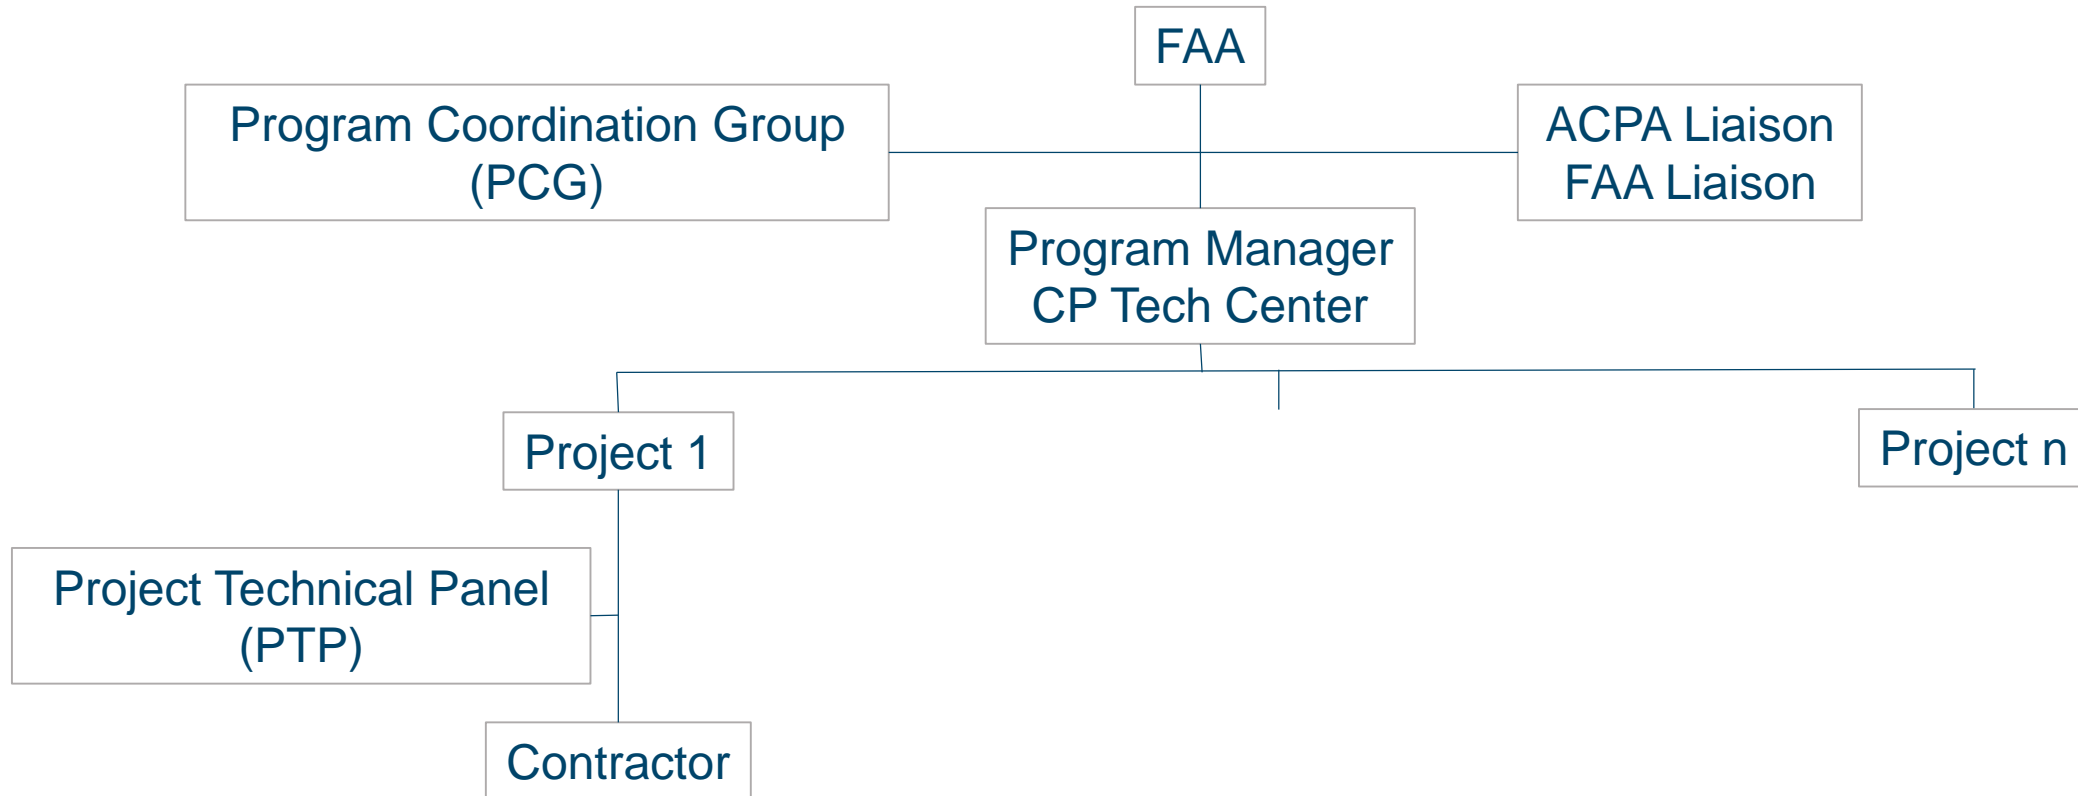 FAA
Program Coordination Group
(PCG)
ACPA Liaison
FAA Liaison
Program Manager
CP Tech Center
Project 1
Project n
Project Technical Panel
(PTP)
Contractor